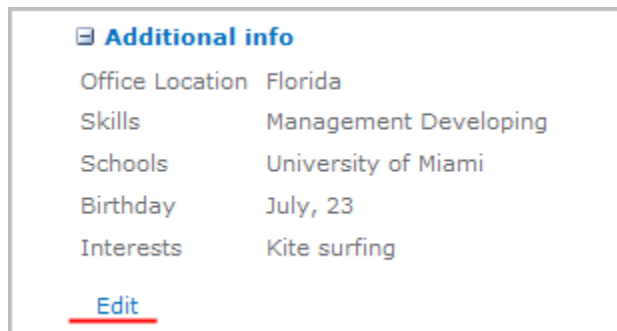 Additional info
Office Location Florida
Skills Management Developing
Schools University of Miami
Birthday July, 23
Interests Kite surfing
Edit